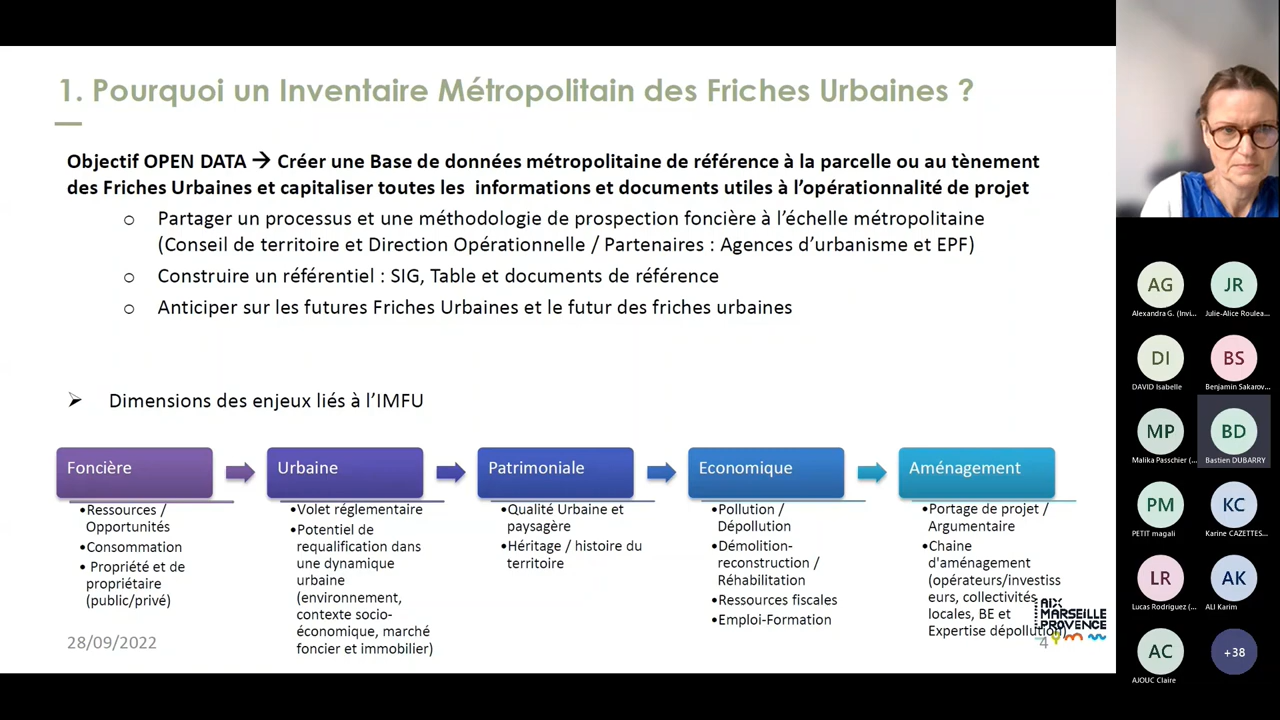 1. Pourquoi un Inventaire Métropolitain des Friches Urbaines ?
Objectif OPEN DATA → Créer une Base de données métropolitaine de référence à la parcelle ou au tènement
des Friches Urbaines et capitaliser toutes les informations et documents utiles à l’opérationnalité de projet
o Partager un processus et une méthodologie de prospection foncière à l’échelle métropolitaine
(Conseil de territoire et Direction Opérationnelle / Partenaires : Agences d’urbanisme et EPF)
o Construire un référentiel : SIG, Table et documents de référence
o Anticiper sur les futures Friches Urbaines et le futur des friches urbaines
➢ Dimensions des enjeux liés à l’IMFU
Foncière
•Ressources /
Opportunités
•Consommation
• Propriété et de
propriétaire
(public/privé)
Urbaine
•Volet réglementaire
•Potentiel de
requalification dans
une dynamique
urbaine
(environnement,
contexte socio-
économique, marché
foncier et immobilier)
Patrimoniale
•Qualité Urbaine et
paysagère
•Héritage / histoire du
territoire
Economique
•Pollution /
Dépollution
•Démolition-
reconstruction /
Réhabilitation
•Ressources fiscales
•Emploi-Formation
Aménagement
•Portage de projet /
Argumentaire
•Chaine
d'aménagement
(opérateurs/investiss
eurs, collectivités
locales, BE et
Expertise dépollution)
28/09/2022
4
AIX
MARSEILLE
PROVENCE
AG
Alexandra G. (Invi...
JR
Julie-Alice Roulea...
DI
DAVID Isabelle
BS
Benjamin Sakarov...
MP
Malika Passchier (...
BD
Bastien DUBARRY
PM
PETIT magali
KC
Karine CAZETTES...
LR
Lucas Rodriguez (...
AK
ALI Karim
AC
AJOUC Claire
+38